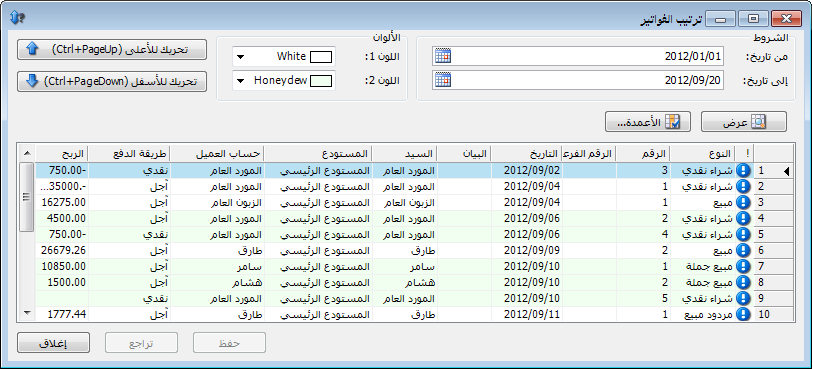 ترتيب الفواتير
الشروط
من تاريخ: 2012/01/01
إلى تاريخ: 2012/09/20
الألوان
اللون 1: White
اللون 2: Honeydew
تحريك للأعلى (Ctrl+PageUp)
تحريك للأسفل (Ctrl+PageDown)
عرض
الأعمدة...
! النوع الرقم الرقم الفرعـ التاريخ البيان السيد المستودع حساب العميل طريقة الدفع الربح
1 شراء نقدي 3 2012/09/02 المورد العام المستودع الرئيسي المورد العام نقدي 750.00-
2 شراء نقدي 1 2012/09/04 المورد العام المستودع الرئيسي المورد العام آجل ...35000.-
3 مبيع 1 2012/09/04 الزبون العام المستودع الرئيسي الزبون العام آجل 16275.00
4 شراء نقدي 2 2012/09/06 المورد العام المستودع الرئيسي المورد العام آجل 4500.00
5 شراء نقدي 4 2012/09/06 المورد العام المستودع الرئيسي المورد العام نقدي 750.00-
6 مبيع 2 2012/09/09 طارق المستودع الرئيسي طارق آجل 26679.26
7 مبيع جملة 1 2012/09/10 سامر المستودع الرئيسي سامر آجل 10850.00
8 مبيع جملة 2 2012/09/10 هشام المستودع الرئيسي هشام آجل 1500.00
9 شراء نقدي 5 2012/09/10 المورد العام المستودع الرئيسي المورد العام نقدي
10 مردود مبيع 1 2012/09/11 طارق المستودع الرئيسي طارق آجل 1777.44
حفظ
تراجع
إغلاق